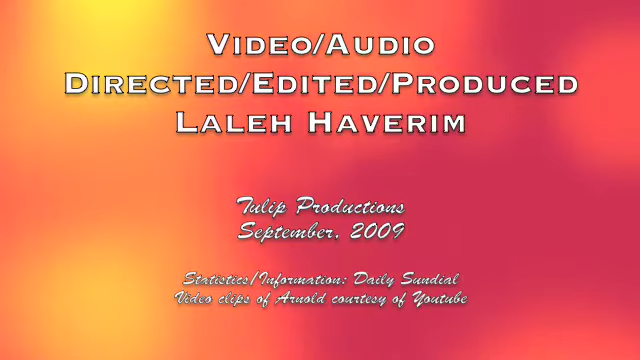 VIDEO/AUDIO
DIRECTED/EDITED/PRODUCED
LALEH HAVERIM
Tulip Productions
September, 2009
Statistics/Information: Daily Sundial
Video clips of Arnold courtesy of Youtube